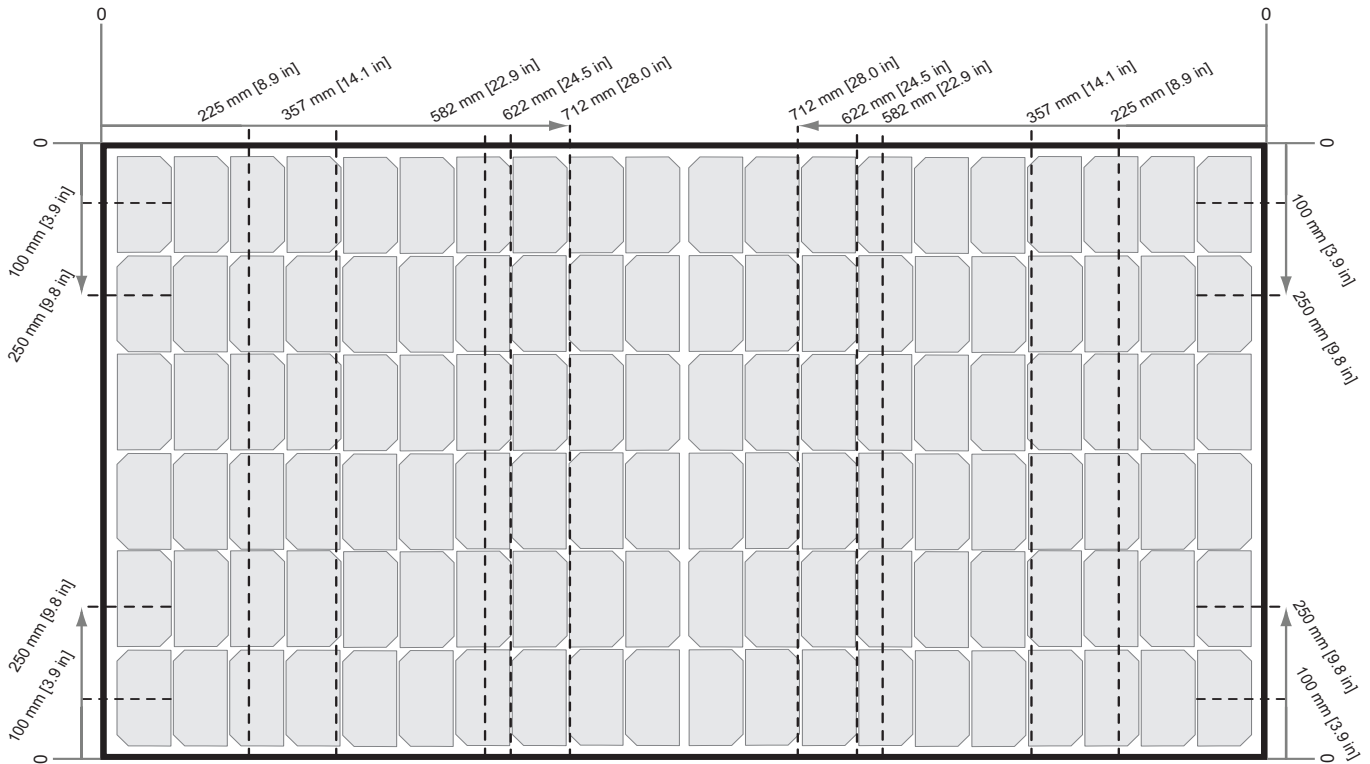 0
0
225 mm [8.9 in]
357 mm [14.1 in]
582 mm [22.9 in]
622 mm [24.5 in]
712 mm [28.0 in]
712 mm [28.0 in]
622 mm [24.5 in]
582 mm [22.9 in]
357 mm [14.1 in]
225 mm [8.9 in]
0
0
100 mm [3.9 in]
100 mm [3.9 in]
250 mm [9.8 in]
250 mm [9.8 in]
250 mm [9.8 in]
250 mm [9.8 in]
100 mm [3.9 in]
100 mm [3.9 in]
0
0